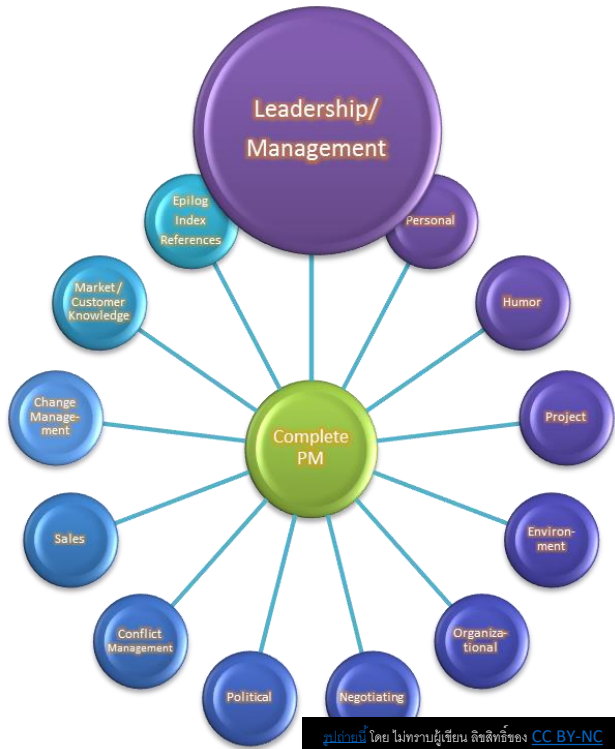 Leadership/
Management
Epilog
Index
References
Personal
Market/
Customer
Knowledge
Humor
Change
Manage-
ment
Complete
PM
Project
Sales
Environ-
ment
Conflict
Management
Organiza-
tional
Political
Negotiating
รูปถ่ายนี้ โดย ไม่ทราบผู้เขียน ลิขสิทธิ์ของ CC BY-NC